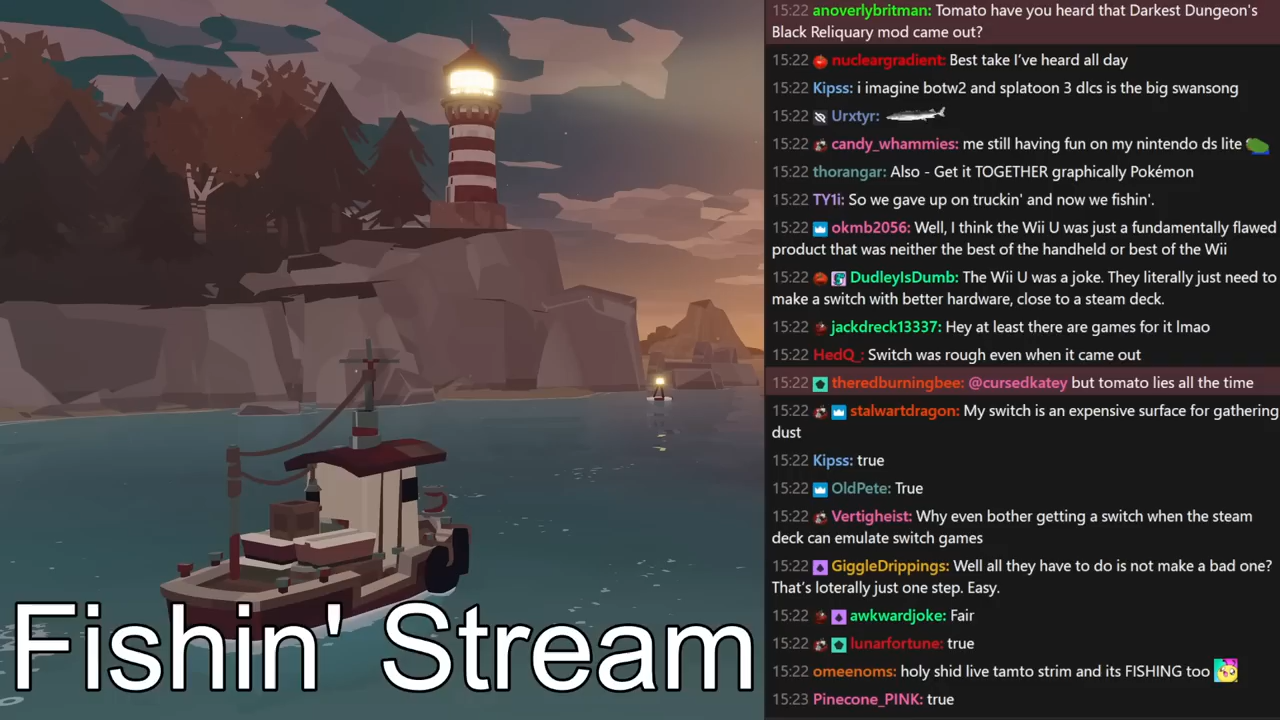 Fishin' Stream
15:22 anoverlybritman: Tomato have you heard that Darkest Dungeon's
Black Reliquary mod came out?
15:22 nucleargradient: Best take I've heard all day
15:22 Kipss: i imagine botw2 and splatoon 3 dlcs is the big swansong
15:22 Urxtyr:
15:22 candy_whammies: me still having fun on my nintendo ds lite
15:22 thorangar: Also - Get it TOGETHER graphically Pokémon
15:22 TY1i: So we gave up on truckin' and now we fishin'.
15:22 okmb2056: Well, I think the Wii U was just a fundamentally flawed
product that was neither the best of the handheld or best of the Wii
15:22 DudleyIsDumb: The Wii U was a joke. They literally just need to
make a switch with better hardware, close to a steam deck.
15:22 jackdreck13337: Hey at least there are games for it lmao
15:22 HedQ_: Switch was rough even when it came out
15:22 theredburningbee: @cursedkatey but tomato lies all the time
15:22 stalwartdragon: My switch is an expensive surface for gathering
dust
15:22 Kipss: true
15:22 OldPete: True
15:22 Vertigheist: Why even bother getting a switch when the steam
deck can emulate switch games
15:22 GiggleDrippings: Well all they have to do is not make a bad one?
That's loterally just one step. Easy.
15:22 awkwardjoke: Fair
15:22 lunarfortune: true
15:22 omeenoms: holy shid live tamto strim and its FISHING too
15:23 Pinecone_PINK: true